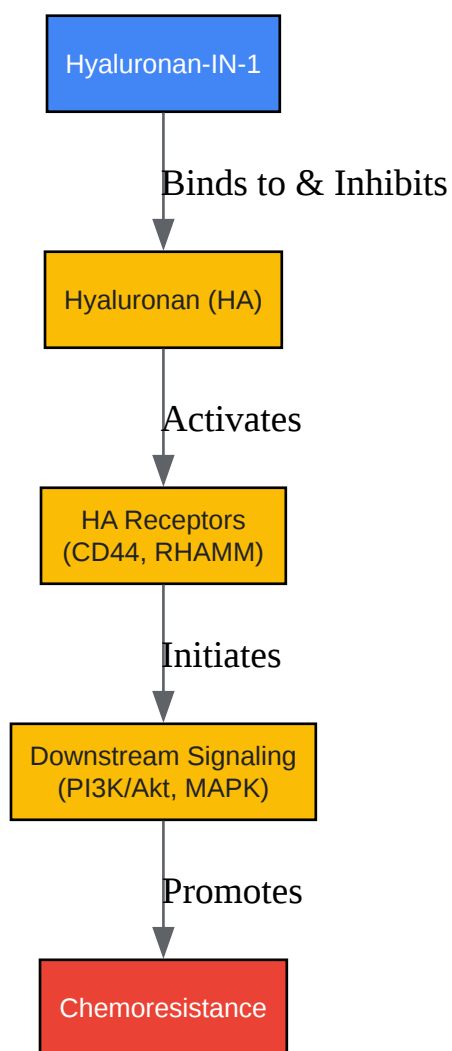 Hyaluronan-IN-1
Binds to & Inhibits
Hyaluronan (HA)
Activates
HA Receptors
(CD44, RHAMM)
Initiates
Downstream Signaling
(PI3K/Akt, MAPK)
Promotes
Chemoresistance